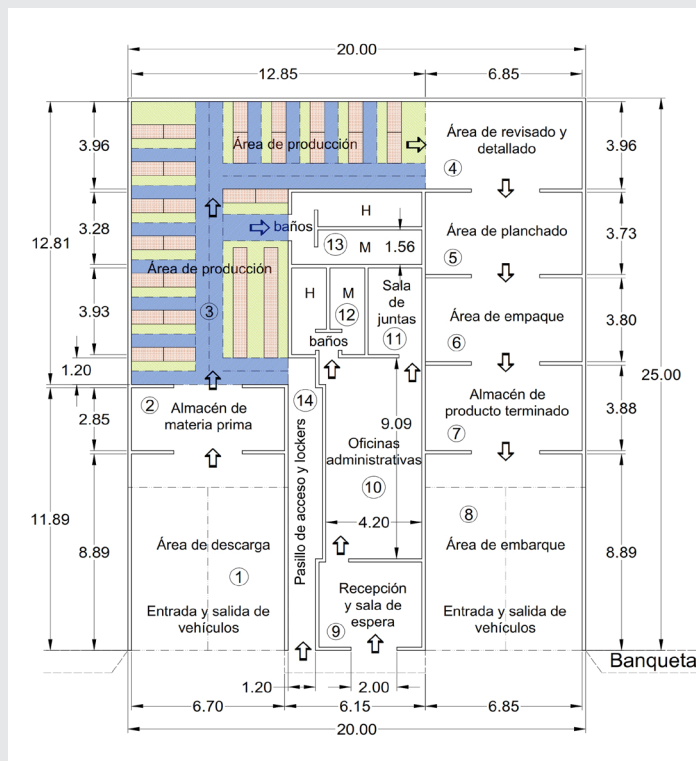 20.00
12.85
6.85
3.96
Área de producción
Área de revisado y
detallado
4
3.96
12.81
3.28
H
baños
13
M
1.56
Área de planchado
5
3.73
Área de producción
3
3.93
H
M
12
baños
Sala
de
juntas
11
Área de empaque
6
3.80
1.20
2
Almacén de
materia prima
2.85
14
Pasillo de acceso y lockers
9.09
Oficinas
administrativas
10
4.20
Almacén de
producto terminado
7
3.88
25.00
11.89
8.89
Área de descarga
1
Entrada y salida de
vehículos
Recepción
y sala de
espera
9
8
Área de embarque
Entrada y salida de
vehículos
8.89
Banqueta
1.20
2.00
6.70
6.15
6.85
20.00